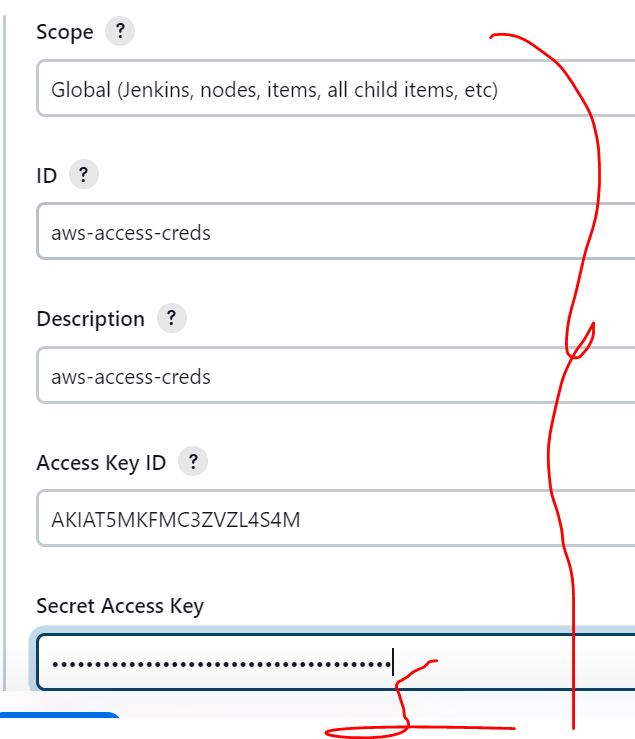 Scope ?
Global (Jenkins, nodes, items, all child items, etc)
ID ?
aws-access-creds
Description ?
aws-access-creds
Access Key ID ?
AKIAT5MKFMC3ZVZL4S4M
Secret Access Key
••••••••••••••••••••••••••••••••••••••••